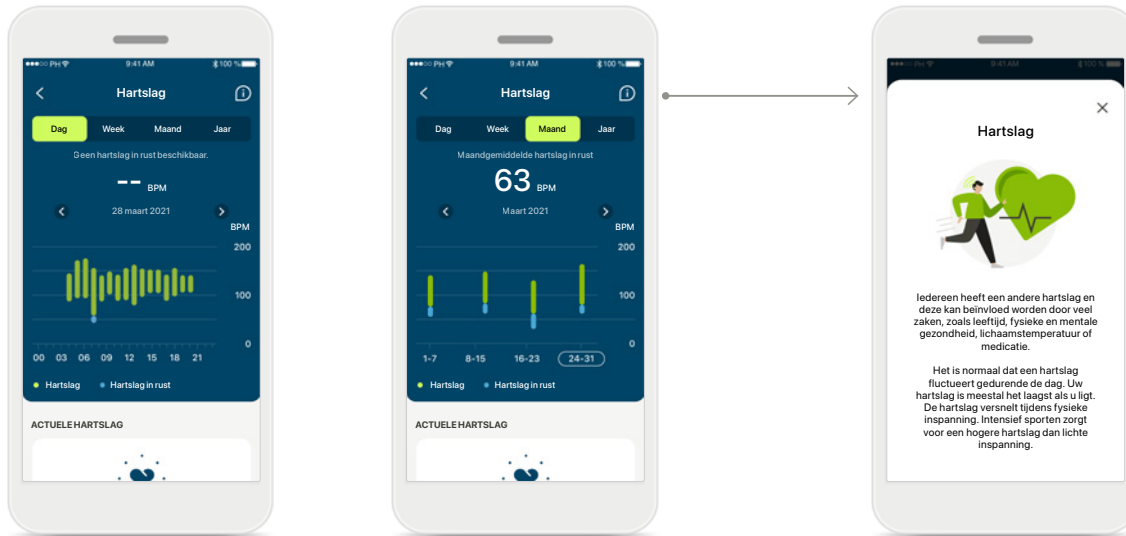 PH 9:41 AM 100 %
Hartslag
Dag Week Maand Jaar
Geen hartslag in rust beschikbaar.
-- BPM
28 maart 2021
BPM
200
100
0
00 03 06 09 12 15 18 21
Hartslag Hartslag in rust
ACTUELE HARTSLAG
PH 9:41 AM 100 %
Hartslag
Dag Week Maand Jaar
Maandgemiddelde hartslag in rust
63 BPM
Maart 2021
BPM
200
100
0
1-7 8-15 16-23 24-31
Hartslag Hartslag in rust
ACTUELE HARTSLAG
PH 9:41 AM 100 %
Hartslag
Iedereen heeft een andere hartslag en
deze kan beïnvloed worden door veel
zaken, zoals leeftijd, fysieke en mentale
gezondheid, lichaamstemperatuur of
medicatie.
Het is normaal dat een hartslag
fluctueert gedurende de dag. Uw
hartslag is meestal het laagst als u ligt.
De hartslag versnelt tijdens fysieke
inspanning. Intensief sporten zorgt
voor een hogere hartslag dan lichte
inspanning.